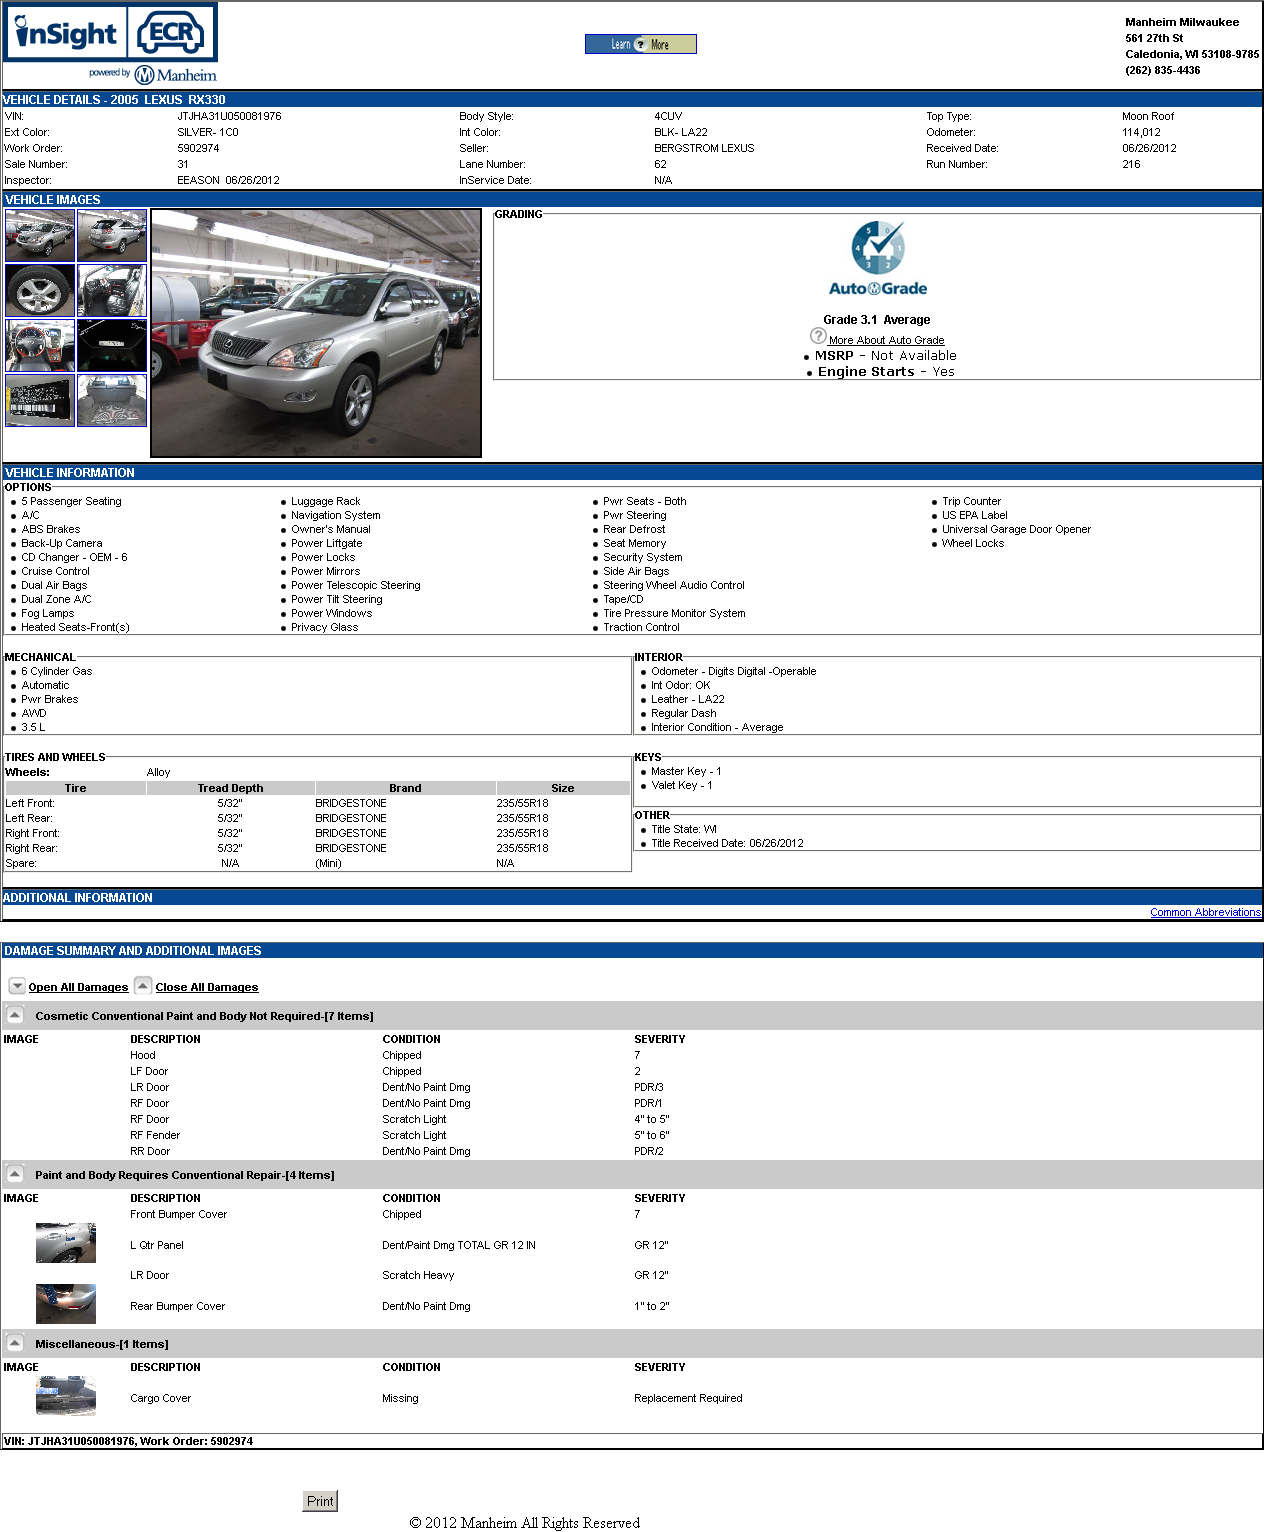 inSight ECR
powered by Manheim
Learn ? More
Manheim Milwaukee
561 27th St
Caledonia, WI 53108-9785
(262) 835-4436
VEHICLE DETAILS - 2005 LEXUS RX330
VIN: JTJHA31U050081976 Body Style: 4CUV Top Type: Moon Roof
Ext Color: SILVER- 1C0 Int Color: BLK- LA22 Odometer: 114,012
Work Order: 5902974 Seller: BERGSTROM LEXUS Received Date: 06/26/2012
Sale Number: 31 Lane Number: 62 Run Number: 216
Inspector: EEASON 06/26/2012 InService Date: N/A
VEHICLE IMAGES
GRADING
5 0 4 1 3 2
Auto Grade
Grade 3.1 Average
? More About Auto Grade
MSRP - Not Available
Engine Starts - Yes
VEHICLE INFORMATION
OPTIONS
5 Passenger Seating Luggage Rack Pwr Seats - Both Trip Counter
A/C Navigation System Pwr Steering US EPA Label
ABS Brakes Owner's Manual Rear Defrost Universal Garage Door Opener
Back-Up Camera Power Liftgate Seat Memory Wheel Locks
CD Changer - OEM - 6 Power Locks Security System
Cruise Control Power Mirrors Side Air Bags
Dual Air Bags Power Telescopic Steering Steering Wheel Audio Control
Dual Zone A/C Power Tilt Steering Tape/CD
Fog Lamps Power Windows Tire Pressure Monitor System
Heated Seats-Front(s) Privacy Glass Traction Control
MECHANICAL
6 Cylinder Gas
Automatic
Pwr Brakes
AWD
3.5 L
INTERIOR
Odometer - Digits Digital -Operable
Int Odor: OK
Leather - LA22
Regular Dash
Interior Condition - Average
TIRES AND WHEELS
Wheels: Alloy
Tire Tread Depth Brand Size
Left Front: 5/32" BRIDGESTONE 235/55R18
Left Rear: 5/32" BRIDGESTONE 235/55R18
Right Front: 5/32" BRIDGESTONE 235/55R18
Right Rear: 5/32" BRIDGESTONE 235/55R18
Spare: N/A (Mini) N/A
KEYS
Master Key - 1
Valet Key - 1
OTHER
Title State: WI
Title Received Date: 06/26/2012
ADDITIONAL INFORMATION
Common Abbreviations
DAMAGE SUMMARY AND ADDITIONAL IMAGES
Open All Damages Close All Damages
Cosmetic Conventional Paint and Body Not Required-[7 Items]
IMAGE DESCRIPTION CONDITION SEVERITY
Hood Chipped 7
LF Door Chipped 2
LR Door Dent/No Paint Dmg PDR/3
RF Door Dent/No Paint Dmg PDR/1
RF Door Scratch Light 4" to 5"
RF Fender Scratch Light 5" to 6"
RR Door Dent/No Paint Dmg PDR/2
Paint and Body Requires Conventional Repair-[4 Items]
IMAGE DESCRIPTION CONDITION SEVERITY
Front Bumper Cover Chipped 7
L Qtr Panel Dent/Paint Dmg TOTAL GR 12 IN GR 12"
LR Door Scratch Heavy GR 12"
Rear Bumper Cover Dent/No Paint Dmg 1" to 2"
Miscellaneous-[1 Items]
IMAGE DESCRIPTION CONDITION SEVERITY
Cargo Cover Missing Replacement Required
VIN: JTJHA31U050081976, Work Order: 5902974
Print
© 2012 Manheim All Rights Reserved